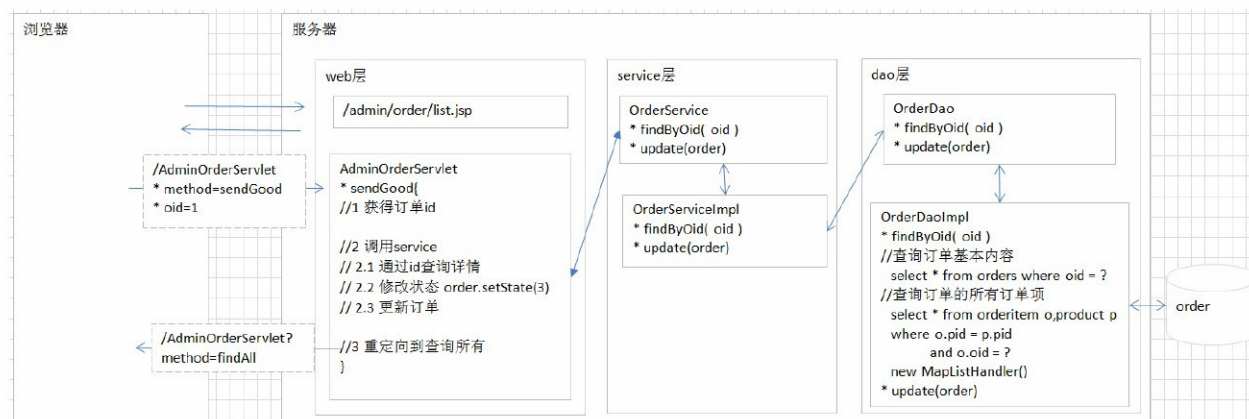 浏览器
服务器
web层
/admin/order/list.jsp
/AdminOrderServlet
* method=sendGood
* oid=1
AdminOrderServlet
* sendGood{
//1 获得订单id
//2 调用service
// 2.1 通过id查询详情
// 2.2 修改状态 order.setState(3)
// 2.3 更新订单
//3 重定向到查询所有
}
/AdminOrderServlet?
method=findAll
service层
OrderService
* findByOid( oid )
* update(order)
OrderServiceImpl
* findByOid( oid )
* update(order)
dao层
OrderDao
* findByOid( oid )
* update(order)
OrderDaoImpl
* findByOid( oid )
//查询订单基本内容
select * from orders where oid = ?
//查询订单的所有订单项
select * from orderitem o,product p
where o.pid = p.pid
and o.oid = ?
new MapListHandler()
* update(order)
order